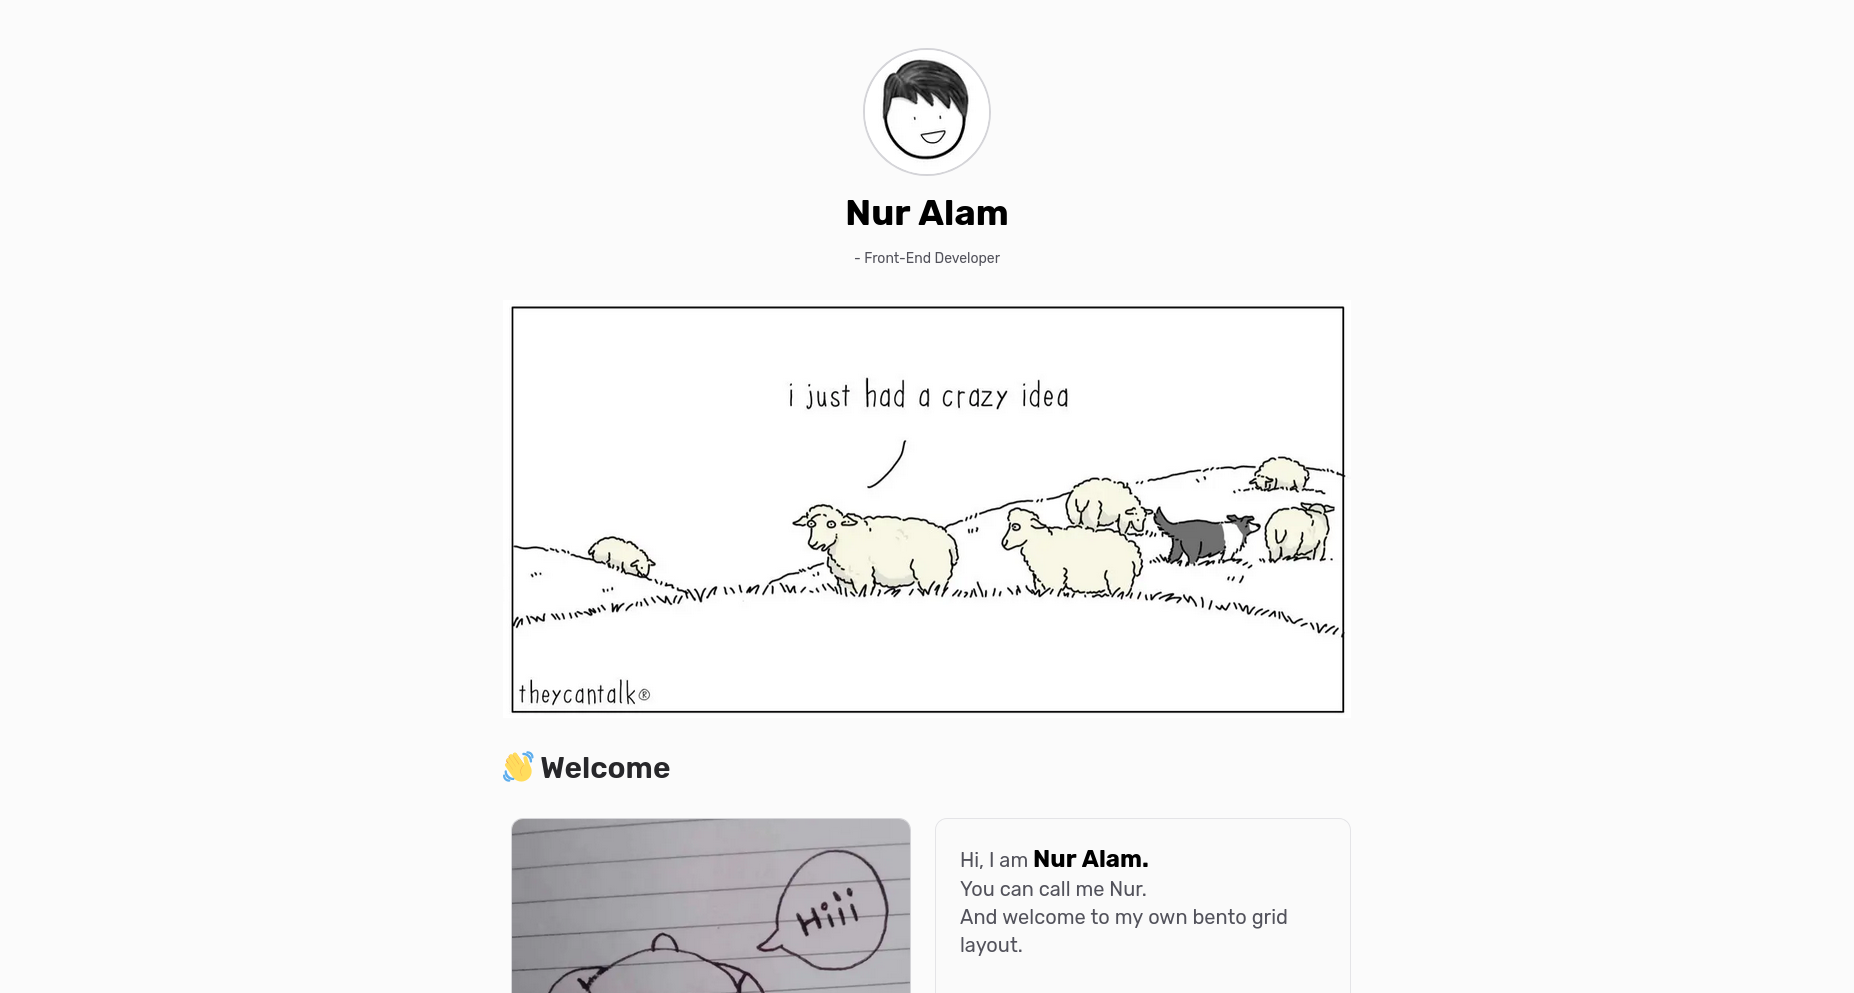 Nur Alam
- Front-End Developer
i just had a crazy idea
theycantalk®
👋 Welcome
Hiii
Hi, I am Nur Alam.
You can call me Nur.
And welcome to my own bento grid
layout.